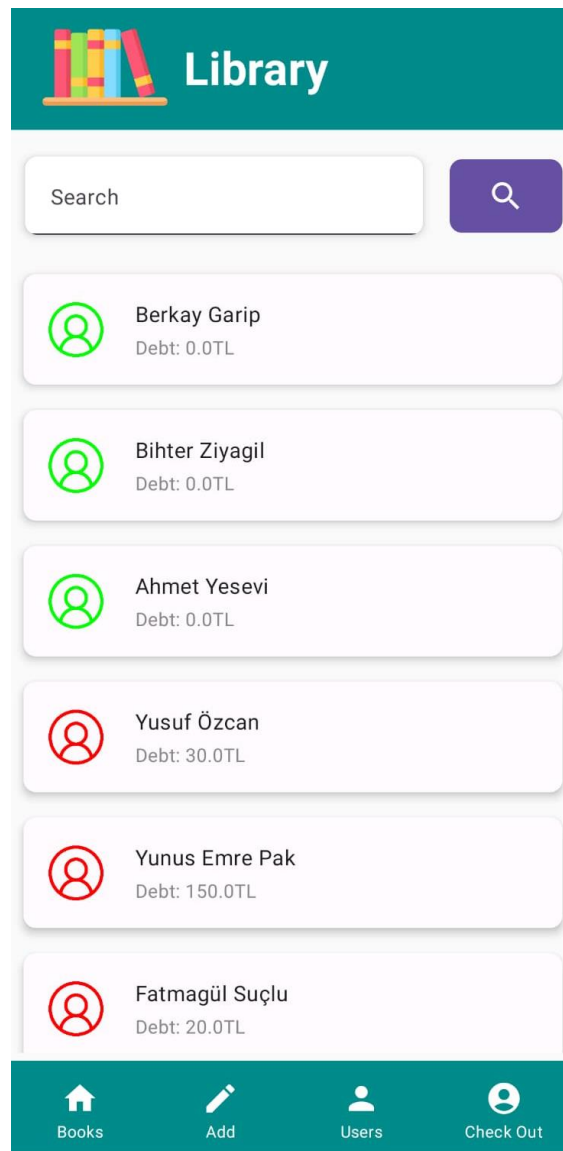 Library
Search
Berkay Garip
Debt: 0.0TL
Bihter Ziyagil
Debt: 0.0TL
Ahmet Yesevi
Debt: 0.0TL
Yusuf Özcan
Debt: 30.0TL
Yunus Emre Pak
Debt: 150.0TL
Fatmagül Suçlu
Debt: 20.0TL
Books Add Users Check Out